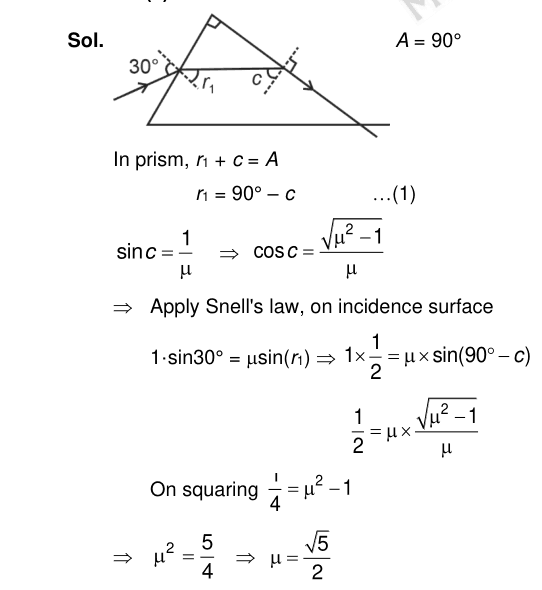 Sol.
A = 90°
30°
r₁
c
In prism, r₁ + c = A
r₁ = 90° – c ...(1)
sin c = 1/μ ⇒ cos c = √(μ² – 1)/μ
⇒ Apply Snell's law, on incidence surface
1·sin30° = μsin(r₁) ⇒ 1× 1/2 = μ × sin(90° – c)
1/2 = μ × √(μ² – 1)/μ
On squaring 1/4 = μ² – 1
⇒ μ² = 5/4 ⇒ μ = √5/2